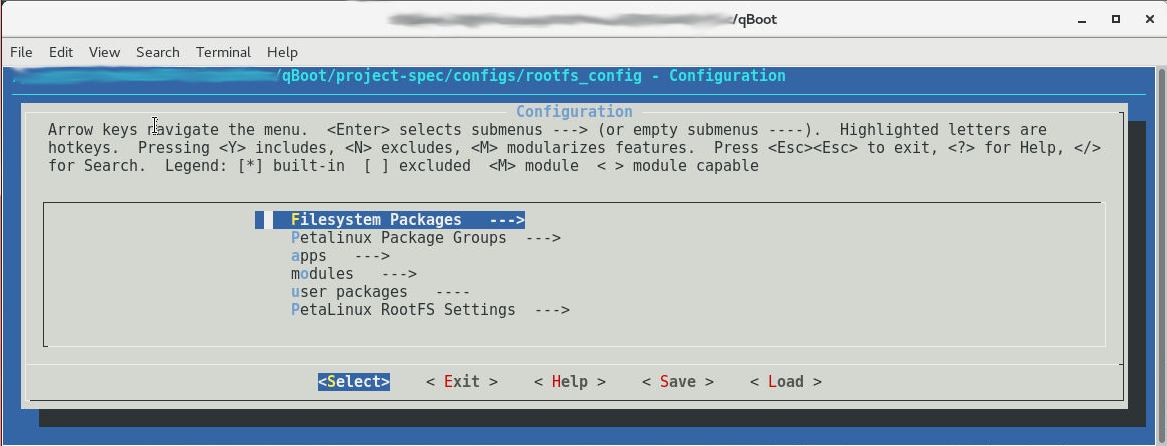 /qBoot
File Edit View Search Terminal Help
/qBoot/project-spec/configs/rootfs_config - Configuration
Configuration
Arrow keys navigate the menu. <Enter> selects submenus ---> (or empty submenus ----). Highlighted letters are
hotkeys. Pressing <Y> includes, <N> excludes, <M> modularizes features. Press <Esc><Esc> to exit, <?> for Help, </>
for Search. Legend: [*] built-in [ ] excluded <M> module < > module capable
Filesystem Packages --->
Petalinux Package Groups --->
apps --->
modules --->
user packages ----
PetaLinux RootFS Settings --->
<Select> < Exit > < Help > < Save > < Load >